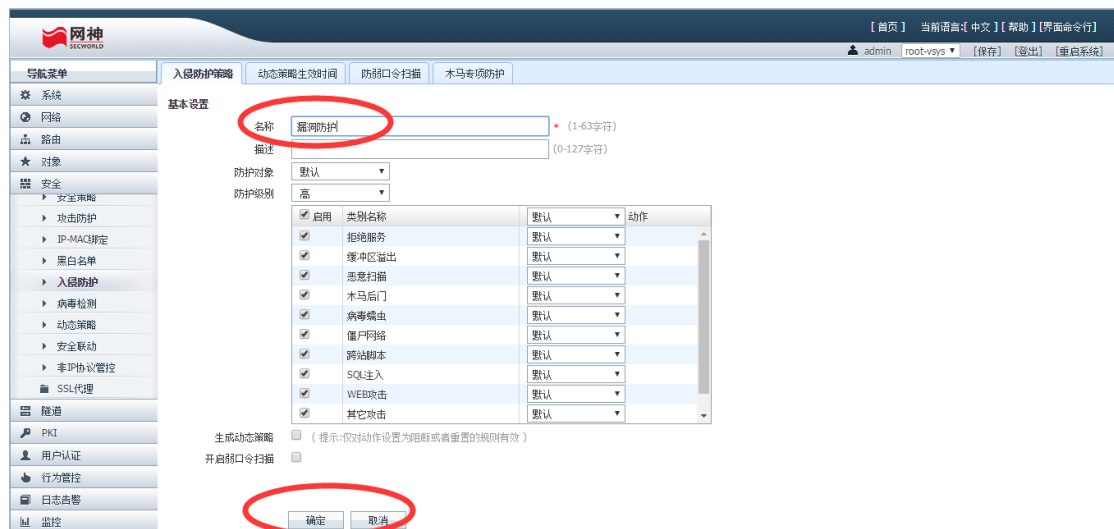 网神
SECWORLD
[ 首页 ] 当前语言:[ 中文 ] [ 帮助 ] [界面命令行]
admin root-vsys [保存] [登出] [重启系统]
导航菜单
入侵防护策略 动态策略生效时间 防弱口令扫描 木马专项防护
系统
网络
路由
对象
安全
安全策略
攻击防护
IP-MAC绑定
黑白名单
入侵防护
病毒检测
动态策略
安全联动
非IP协议管控
SSL代理
隧道
PKI
用户认证
行为管控
日志告警
监控
基本设置
名称 漏洞防护 * (1-63字符)
描述 (0-127字符)
防护对象 默认
防护级别 高
启用 类别名称 默认 动作
拒绝服务 默认
缓冲区溢出 默认
恶意扫描 默认
木马后门 默认
病毒蠕虫 默认
僵尸网络 默认
跨站脚本 默认
SQL注入 默认
WEB攻击 默认
其它攻击 默认
生成动态策略 ( 提示:仅对动作设置为阻断或者重置的规则有效 )
开启弱口令扫描
确定 取消